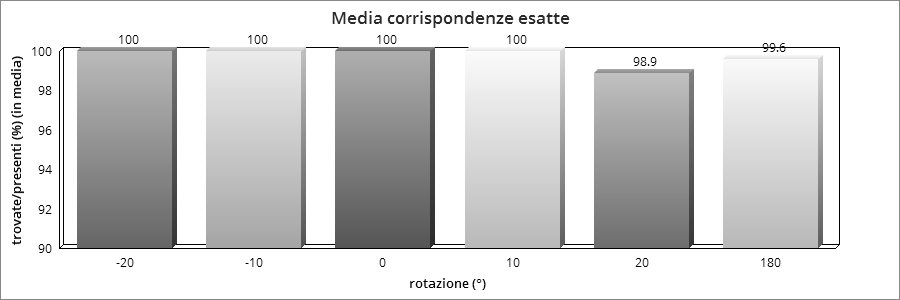 Media corrispondenze esatte
100 100 100 100 98.9 99.6
trovate/presenti (%) (in media)
100
98
96
94
92
90
-20 -10 0 10 20 180
rotazione (°)